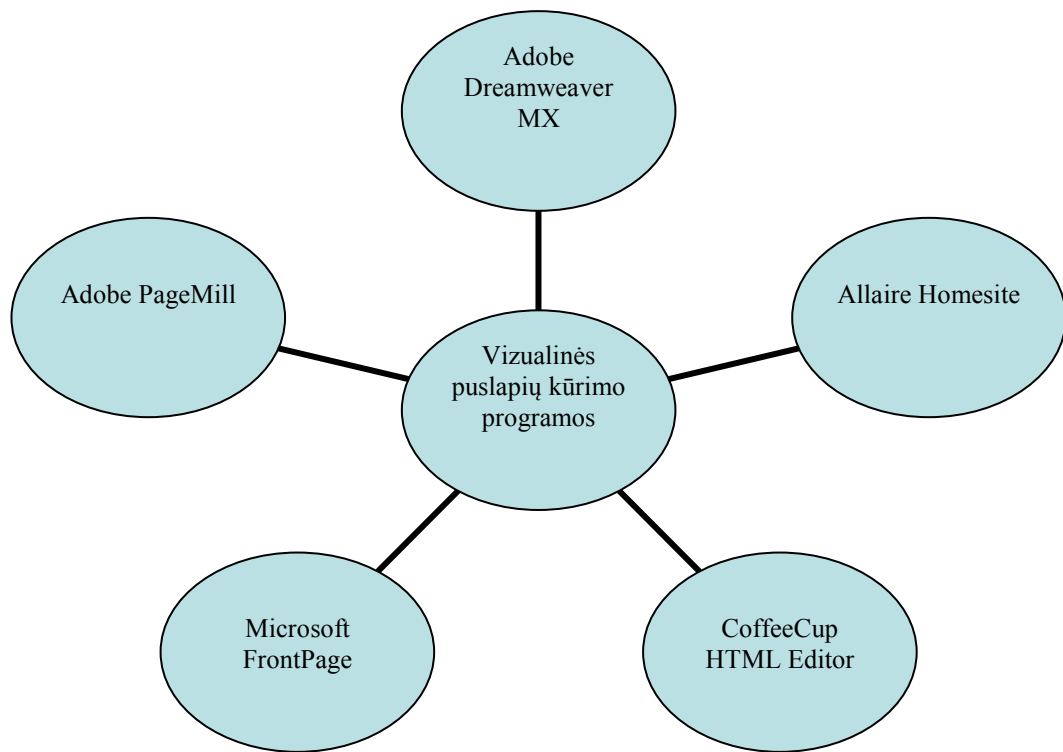 Adobe
Dreamweaver
MX
Adobe PageMill
Allaire Homesite
Vizualinės
puslapių kūrimo
programos
Microsoft
FrontPage
CoffeeCup
HTML Editor